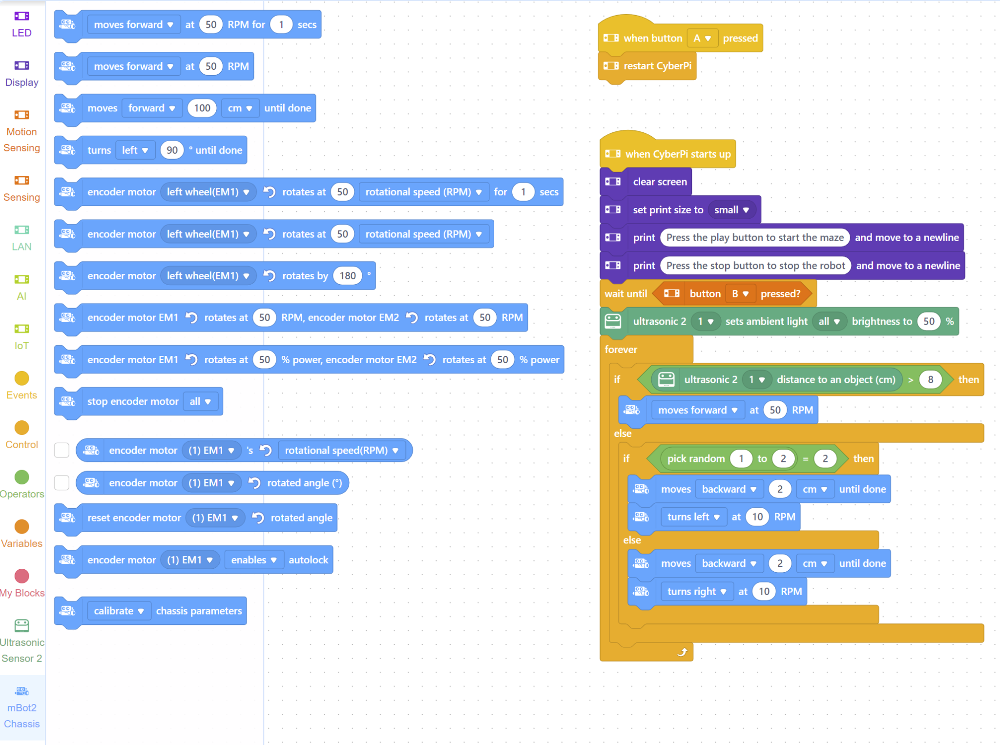 LED
Display
Motion
Sensing
Sensing
LAN
AI
IoT
Events
Control
Operators
Variables
My Blocks
Ultrasonic
Sensor 2
mBot2
Chassis
moves forward at 50 RPM for 1 secs
moves forward at 50 RPM
moves forward 100 cm until done
turns left 90 ° until done
encoder motor left wheel(EM1) rotates at 50 rotational speed (RPM) for 1 secs
encoder motor left wheel(EM1) rotates at 50 rotational speed (RPM)
encoder motor left wheel(EM1) rotates by 180 °
encoder motor EM1 rotates at 50 RPM, encoder motor EM2 rotates at 50 RPM
encoder motor EM1 rotates at 50 % power, encoder motor EM2 rotates at 50 % power
stop encoder motor all
encoder motor (1) EM1 's rotational speed(RPM)
encoder motor (1) EM1 rotated angle (°)
reset encoder motor (1) EM1 rotated angle
encoder motor (1) EM1 enables autolock
calibrate chassis parameters
when button A pressed
restart CyberPi
when CyberPi starts up
clear screen
set print size to small
print Press the play button to start the maze and move to a newline
print Press the stop button to stop the robot and move to a newline
wait until button B pressed?
ultrasonic 2 1 sets ambient light all brightness to 50 %
forever
if ultrasonic 2 1 distance to an object (cm) > 8 then
moves forward at 50 RPM
else
if pick random 1 to 2 = 2 then
moves backward 2 cm until done
turns left at 10 RPM
else
moves backward 2 cm until done
turns right at 10 RPM